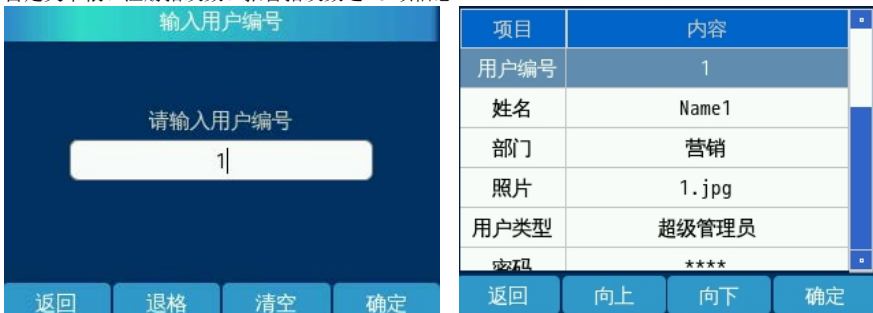 输入用户编号
请输入用户编号
1
返回 退格 清空 确定
项目 内容
用户编号 1
姓名 Name1
部门 营销
照片 1.jpg
用户类型 超级管理员
密码 ****
返回 向上 向下 确定